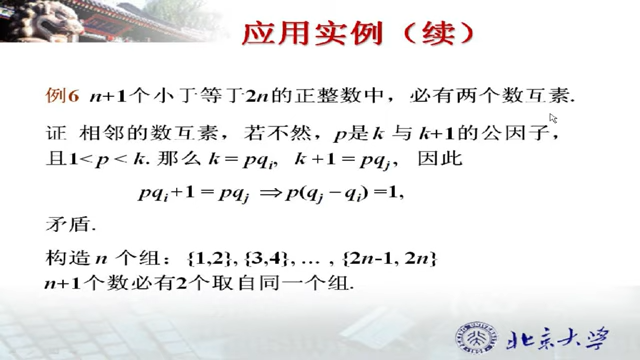 应用实例（续）
例6 n+1个小于等于2n的正整数中，必有两个数互素.
证 相邻的数互素，若不然，p是 k 与 k+1的公因子，
且1< p < k. 那么 k = pqi, k +1 = pqj， 因此
pqi +1 = pqj ⇒ p(qj − qi) =1,
矛盾.
构造 n 个组：{1,2}, {3,4}, … , {2n-1, 2n}
n+1个数必有2个取自同一个组.
北京大学